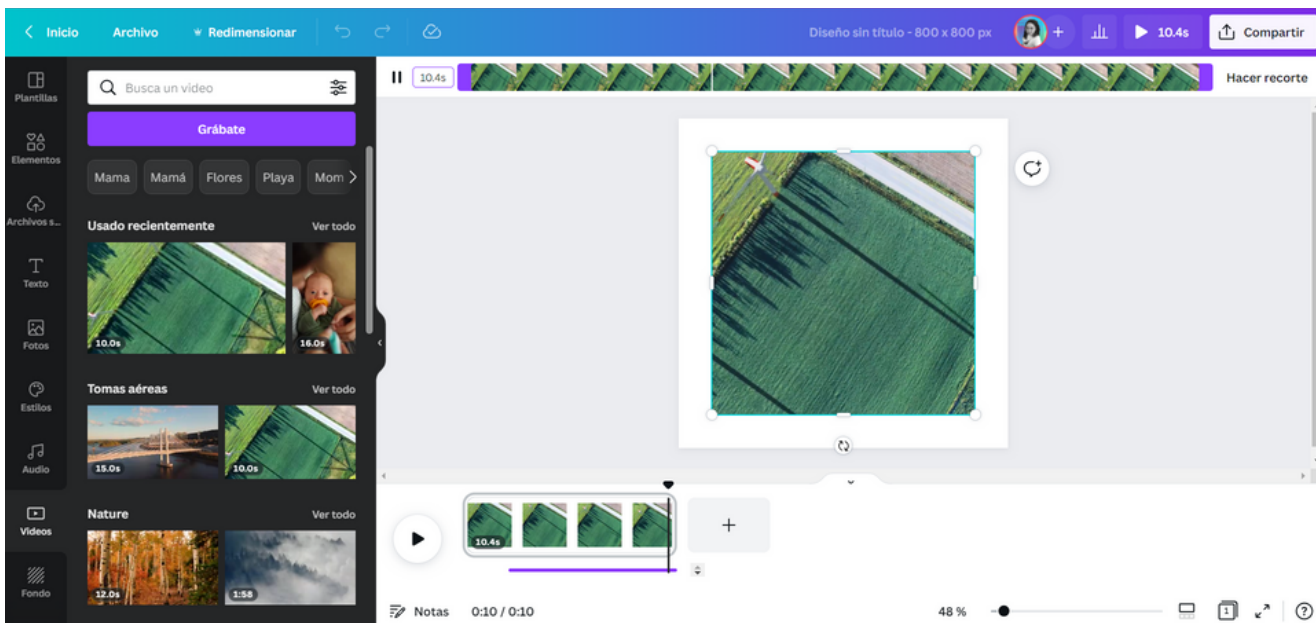 Inicio Archivo Redimensionar Diseño sin título - 800 x 800 px + 10.4s Compartir
Plantillas
Elementos
Archivos s...
Texto
Fotos
Estilos
Audio
Videos
Fondo
Busca un video
Grábate
Mama Mamá Flores Playa Mom
Usado recientemente Ver todo
10.0s 16.0s
Tomas aéreas Ver todo
15.0s 10.0s
Nature Ver todo
12.0s 1:58
10.4s Hacer recorte
10.4s +
Notas 0:10 / 0:10 48 % 1 ?